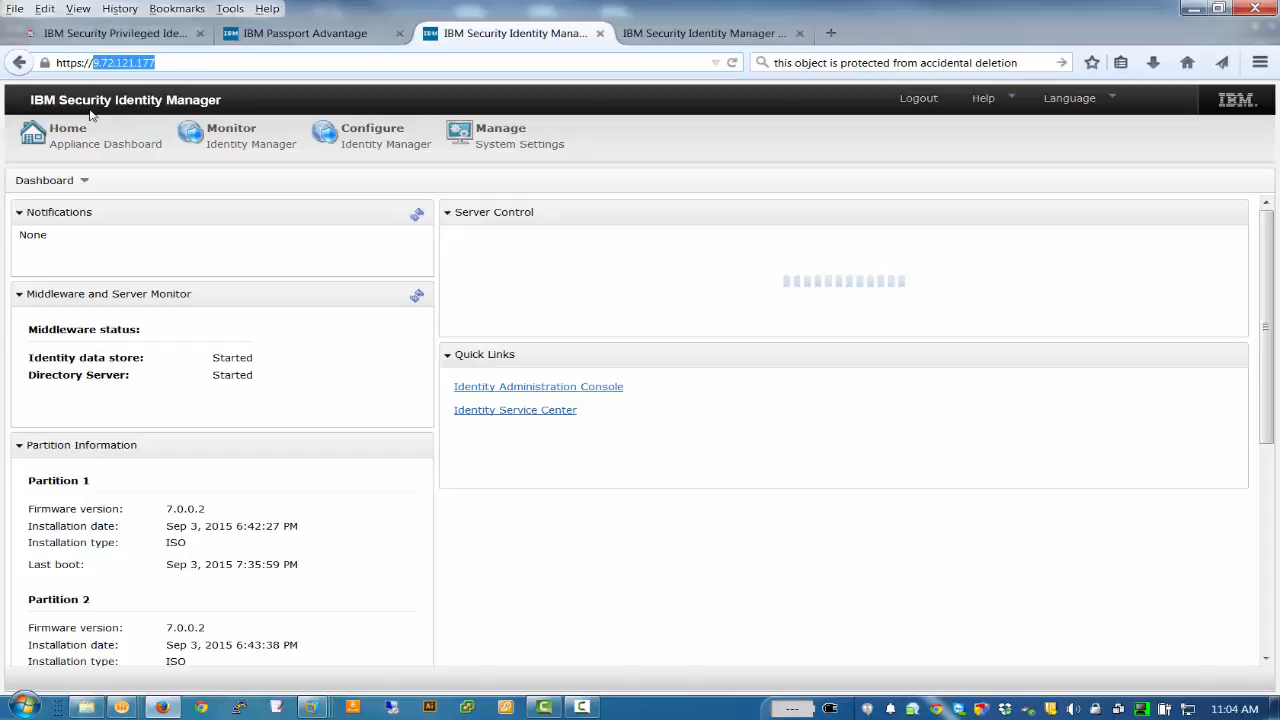 File Edit View History Bookmarks Tools Help
IBM Security Privileged Ide...
IBM Passport Advantage
IBM Security Identity Mana...
IBM Security Identity Manager ...
https://9.72.121.177
this object is protected from accidental deletion
IBM Security Identity Manager
Logout
Help
Language
IBM
Home
Appliance Dashboard
Monitor
Identity Manager
Configure
Identity Manager
Manage
System Settings
Dashboard
Notifications
None
Middleware and Server Monitor
Middleware status:
Identity data store: Started
Directory Server: Started
Partition Information
Partition 1
Firmware version: 7.0.0.2
Installation date: Sep 3, 2015 6:42:27 PM
Installation type: ISO
Last boot: Sep 3, 2015 7:35:59 PM
Partition 2
Firmware version: 7.0.0.2
Installation date: Sep 3, 2015 6:43:38 PM
Installation type: ISO
Server Control
Quick Links
Identity Administration Console
Identity Service Center
11:04 AM